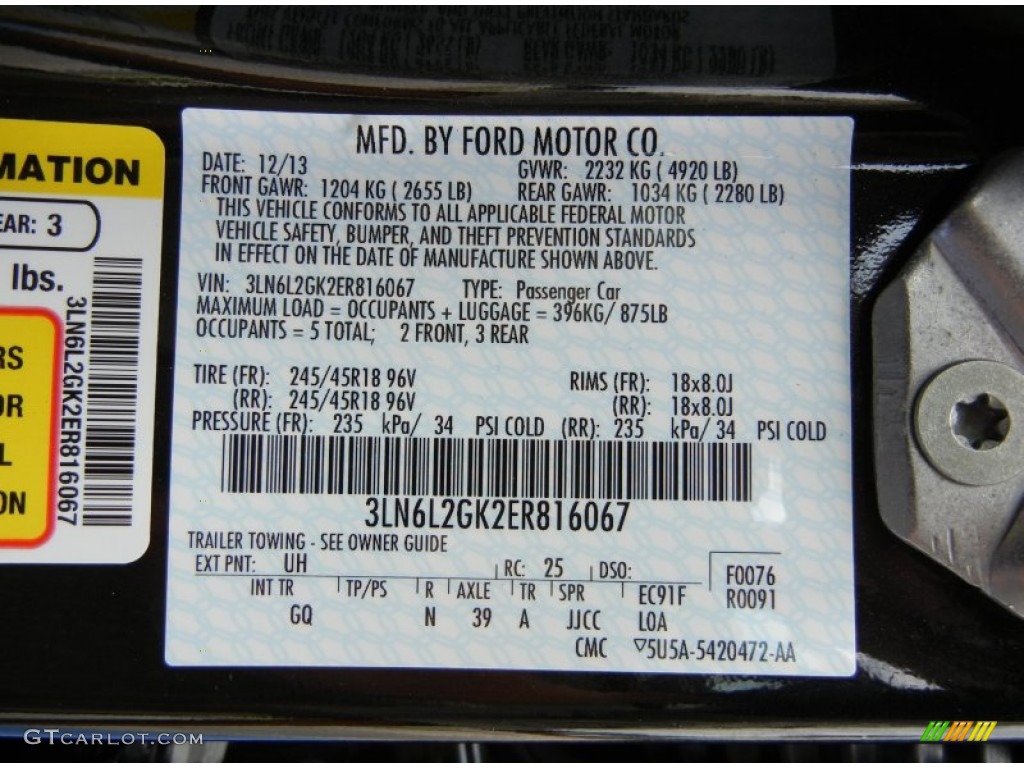 MFD. BY FORD MOTOR CO.
DATE: 12/13 GVWR: 2232 KG ( 4920 LB)
FRONT GAWR: 1204 KG ( 2655 LB) REAR GAWR: 1034 KG ( 2280 LB)
THIS VEHICLE CONFORMS TO ALL APPLICABLE FEDERAL MOTOR
VEHICLE SAFETY, BUMPER, AND THEFT PREVENTION STANDARDS
IN EFFECT ON THE DATE OF MANUFACTURE SHOWN ABOVE.
VIN: 3LN6L2GK2ER816067 TYPE: Passenger Car
MAXIMUM LOAD = OCCUPANTS + LUGGAGE = 396KG/ 875LB
OCCUPANTS = 5 TOTAL; 2 FRONT, 3 REAR
TIRE (FR): 245/45R18 96V RIMS (FR): 18x8.0J
(RR): 245/45R18 96V (RR): 18x8.0J
PRESSURE (FR): 235 kPa/ 34 PSI COLD (RR): 235 kPa/ 34 PSI COLD
3LN6L2GK2ER816067
TRAILER TOWING - SEE OWNER GUIDE
EXT PNT: UH RC: 25 DSO: F0076
INT TR TP/PS R AXLE TR SPR EC91F R0091
GQ N 39 A JJCC LOA
CMC ▽5U5A-5420472-AA
MATION
EAR: 3
lbs.
3LN6L2GK2ER816067
RS
OR
L
ON
GTCARLOT.COM